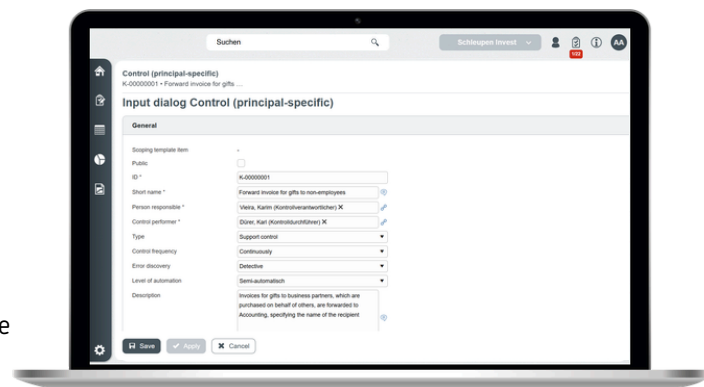 Suchen
Schleupen Invest
AA
Control (principal-specific)
K-00000001 • Forward invoice for gifts ...
Input dialog Control (principal-specific)
General
Scoping template item -
Public
ID * K-00000001
Short name * Forward invoice for gifts to non-employees
Person responsible * Vieira, Karim (Kontrollverantwortlicher) X
Control performer * Dürer, Karl (Kontrolldurchführer) X
Type Support control
Control frequency Continuously
Error discovery Detective
Level of automation Semi-automatisch
Description Invoices for gifts to business partners, which are
purchased on behalf of others, are forwarded to
Accounting, specifying the name of the recipient
Save Apply Cancel
e